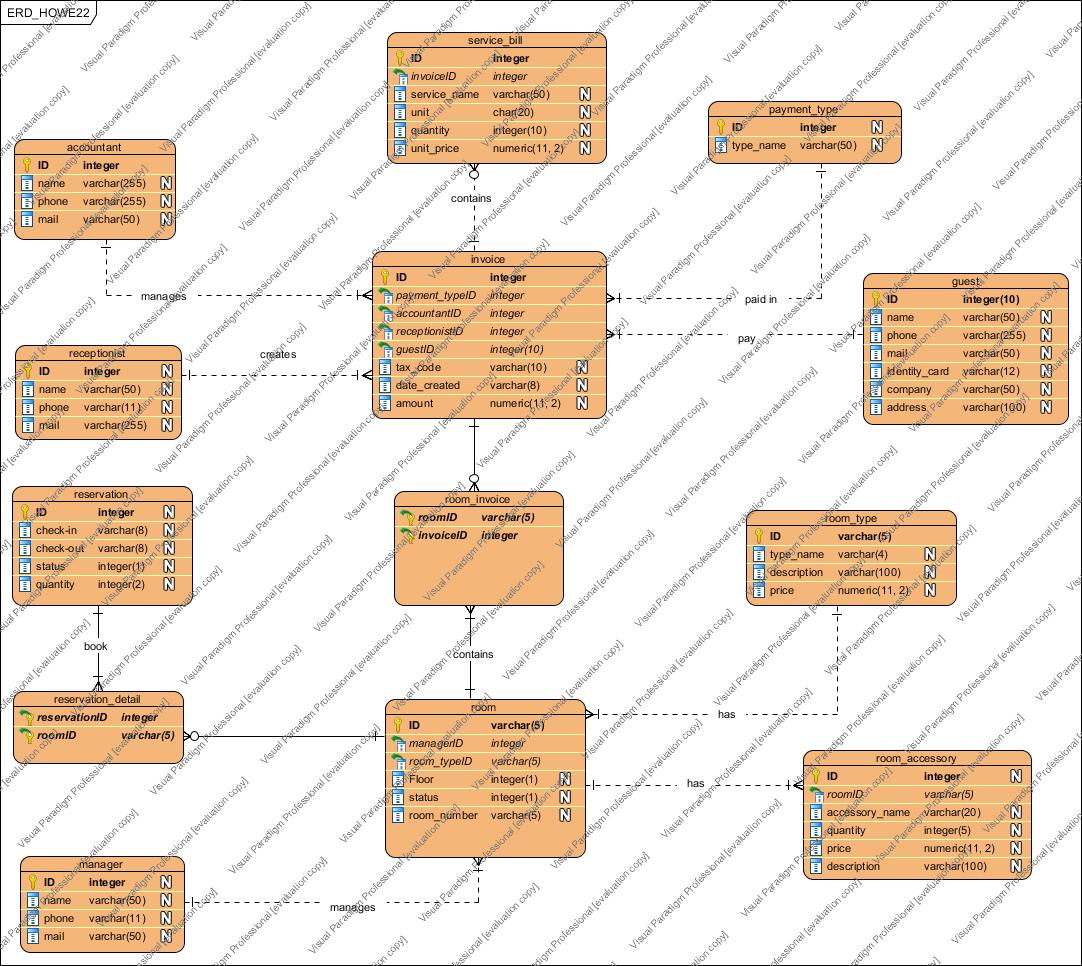 ERD_HOWE22
service_bill
ID integer
invoiceID integer
service_name varchar(50) N
unit char(20) N
quantity integer(10) N
unit_price numeric(11, 2) N
payment_type
ID integer N
type_name varchar(50) N
accountant
ID integer
name varchar(255) N
phone varchar(255) N
mail varchar(50) N
contains
manages
invoice
ID integer
payment_typeID integer
accountantID integer
receptionistID integer
guestID integer(10)
tax_code varchar(10) N
date_created varchar(8) N
amount numeric(11, 2) N
paid in
pay
guest
ID integer(10)
name varchar(50) N
phone varchar(255) N
mail varchar(50) N
identity_card varchar(12) N
company varchar(50) N
address varchar(100) N
receptionist
ID integer N
name varchar(50) N
phone varchar(11) N
mail varchar(255) N
creates
reservation
ID integer N
check-in varchar(8) N
check-out varchar(8) N
status integer(1) N
quantity integer(2) N
room_invoice
roomID varchar(5)
invoiceID integer
room_type
ID varchar(5)
type_name varchar(4) N
description varchar(100) N
price numeric(11, 2) N
book
contains
reservation_detail
reservationID integer
roomID varchar(5)
room
ID varchar(5)
managerID integer
room_typeID varchar(5)
Floor integer(1) N
status integer(1) N
room_number varchar(5) N
has
has
room_accessory
ID integer N
roomID varchar(5)
accessory_name varchar(20) N
quantity integer(5) N
price numeric(11, 2) N
description varchar(100) N
manager
ID integer N
name varchar(50) N
phone varchar(11) N
mail varchar(50) N
manages
Visual Paradigm Professional [evaluation copy]